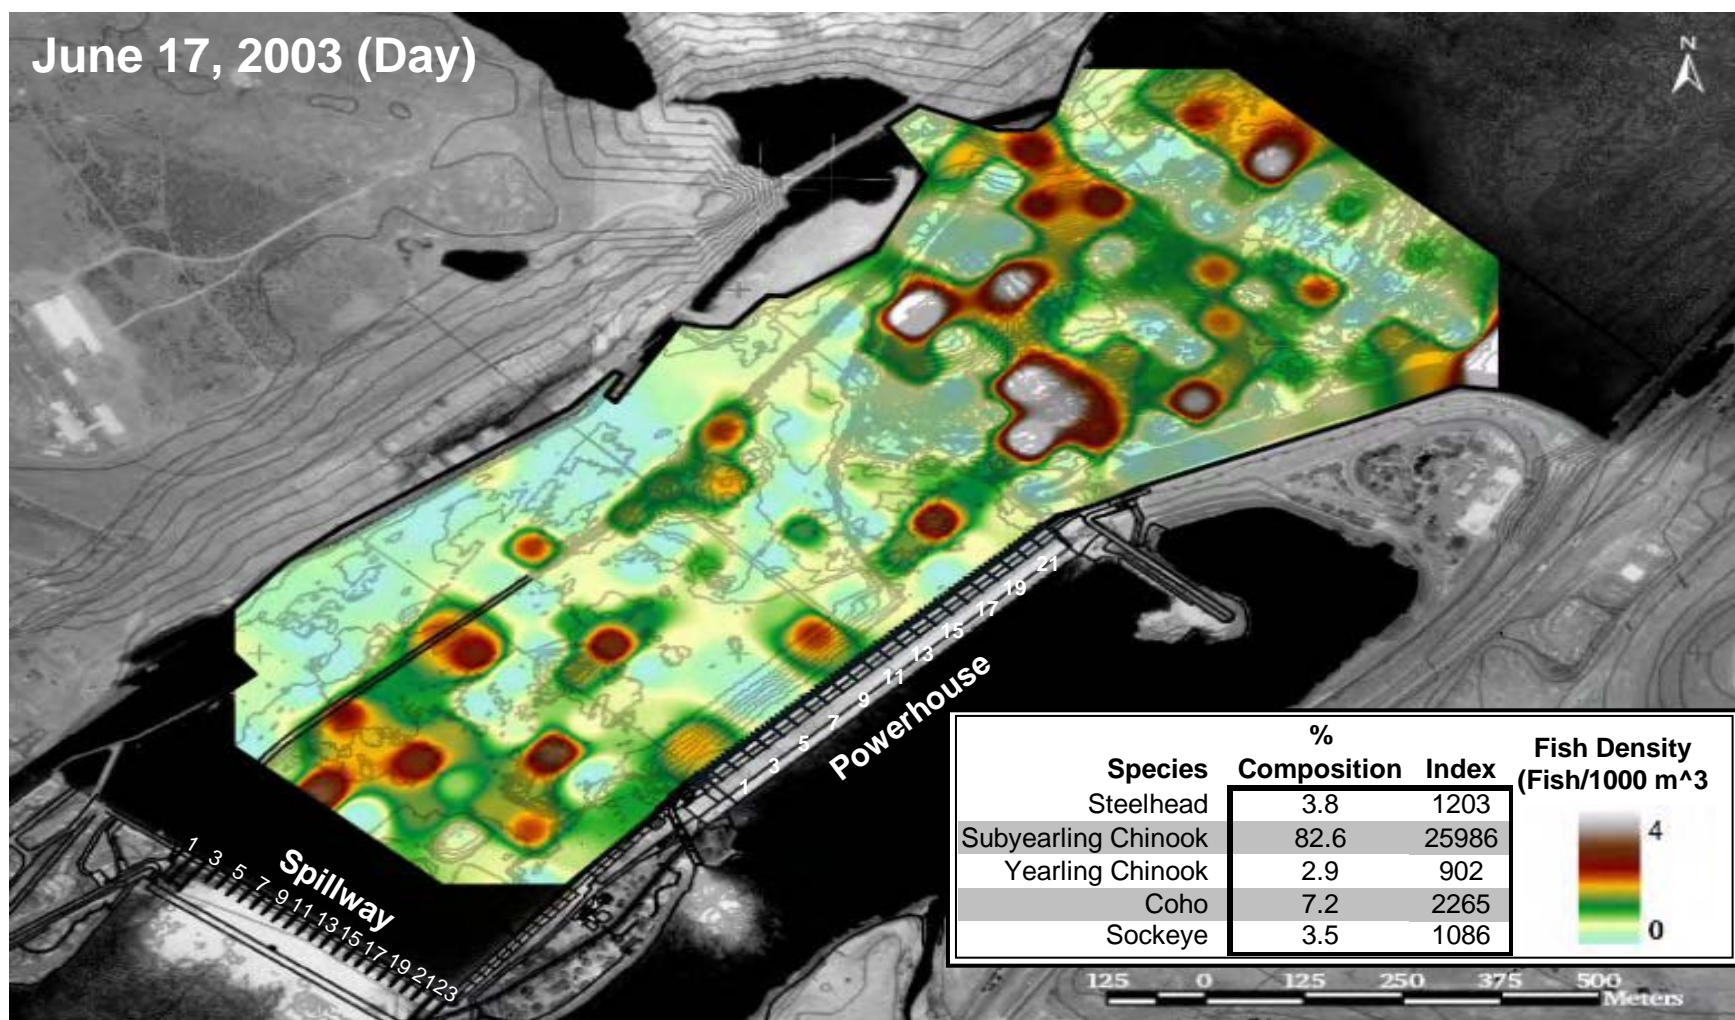 June 17, 2003 (Day)
N
21
19
17
15
13
11
9
7
5
3
1
Powerhouse
Spillway
1 3 5 7 9 11 13 15 17 19 21 23
%
Species Composition Index
Steelhead 3.8 1203
Subyearling Chinook 82.6 25986
Yearling Chinook 2.9 902
Coho 7.2 2265
Sockeye 3.5 1086
Fish Density
(Fish/1000 m^3
4
0
125 0 125 250 375 500
Meters